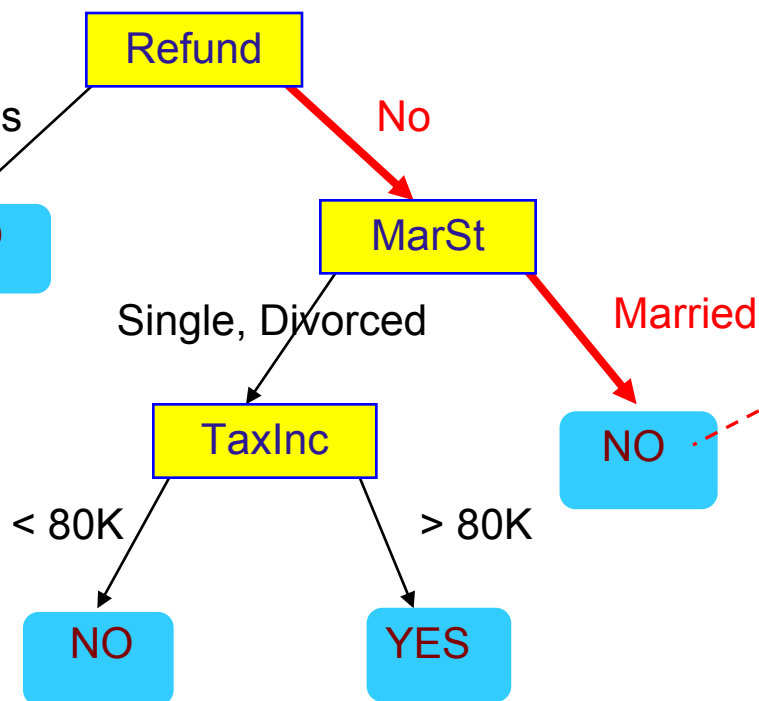 Refund
No
MarSt
Single, Divorced
Married
TaxInc
NO
< 80K
> 80K
NO
YES